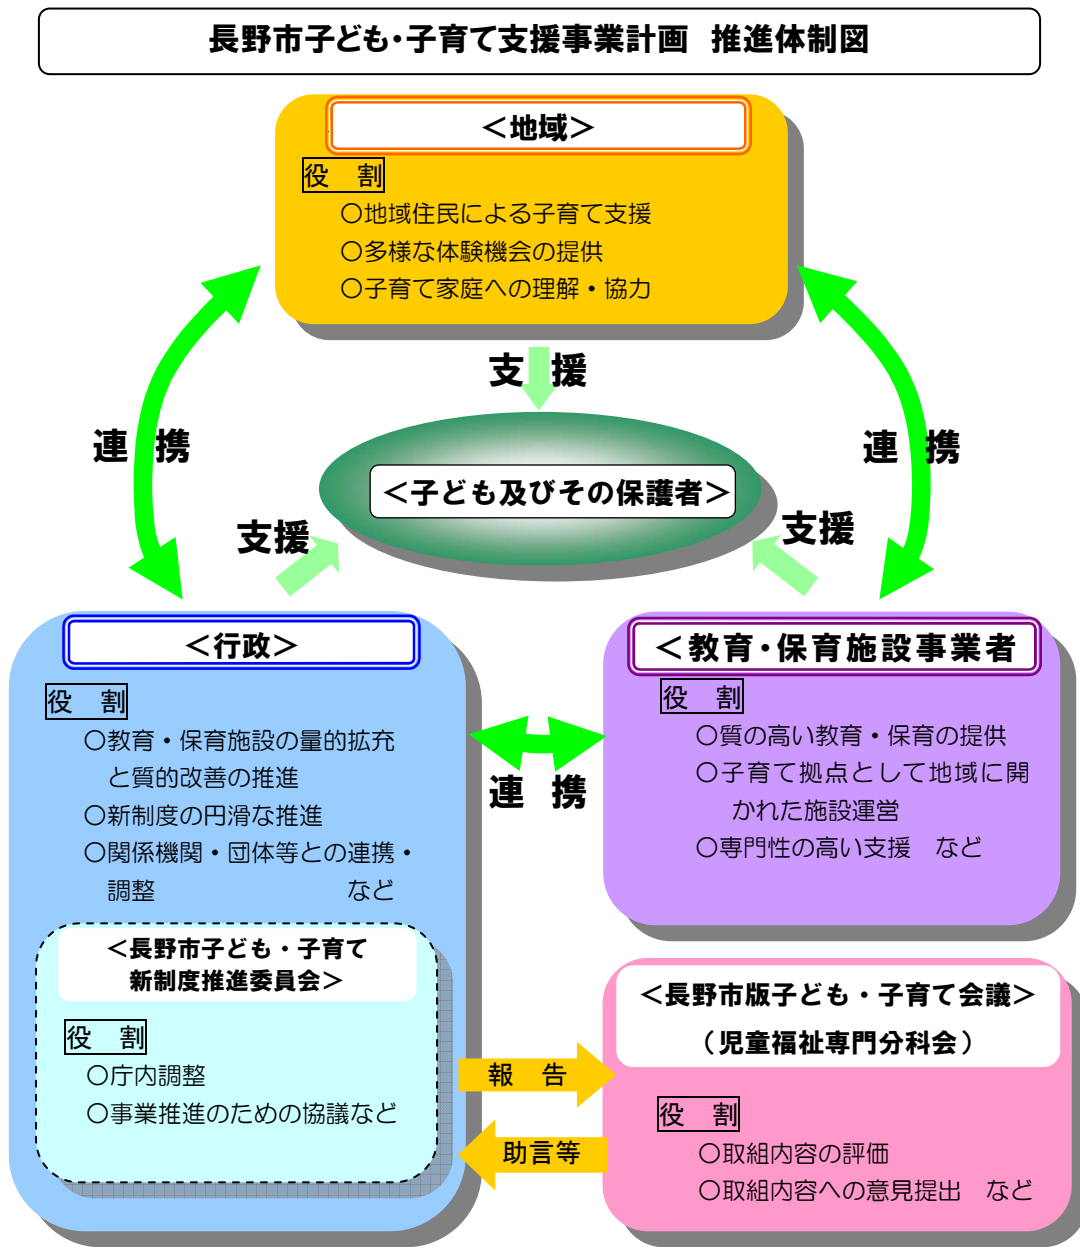 長野市子ども・子育て支援事業計画　推進体制図
＜地域＞
役　割
○地域住民による子育て支援
○多様な体験機会の提供
○子育て家庭への理解・協力
支　援
連　携
連　携
＜子ども及びその保護者＞
支援
支援
＜行政＞
役　割
○教育・保育施設の量的拡充
と質的改善の推進
○新制度の円滑な推進
○関係機関・団体等との連携・
調整　　　　　　　　など
連　携
＜教育・保育施設事業者
役　割
○質の高い教育・保育の提供
○子育て拠点として地域に開
かれた施設運営
○専門性の高い支援　など
＜長野市子ども・子育て
新制度推進委員会＞
役　割
○庁内調整
○事業推進のための協議など
報　告
助言等
＜長野市版子ども・子育て会議＞
（児童福祉専門分科会）
役　割
○取組内容の評価
○取組内容への意見提出　など